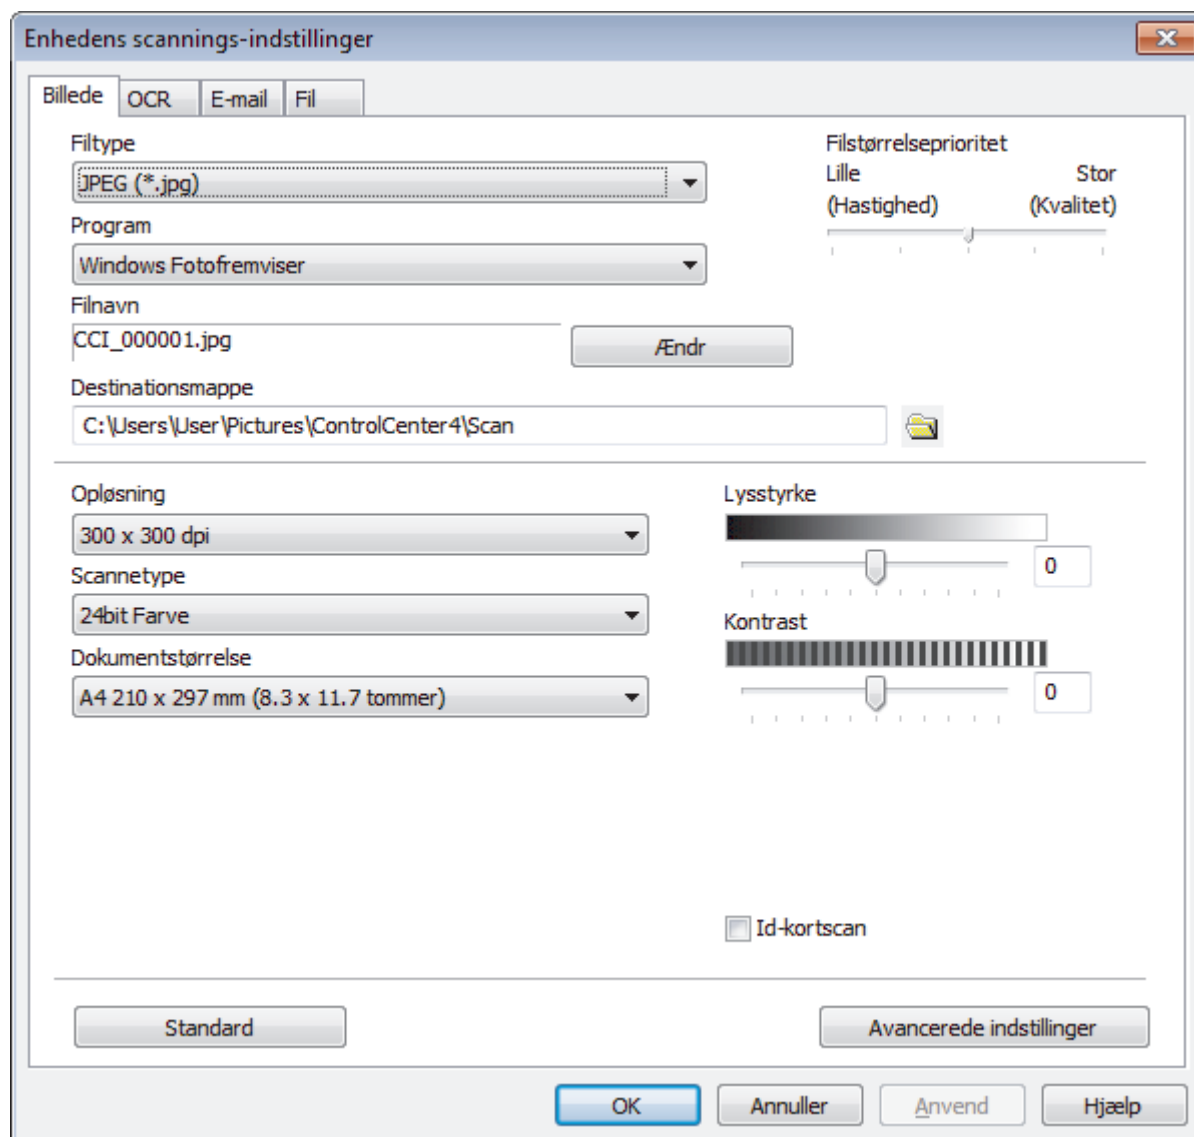 Enhedens scannings-indstillinger
Billede OCR E-mail Fil
Filtype
JPEG (*.jpg)
Program
Windows Fotofremviser
Filnavn
CCI_000001.jpg
Ændr
Destinationsmappe
C:\Users\User\Pictures\ControlCenter4\Scan
Filstørrelseprioritet
Lille Stor
(Hastighed) (Kvalitet)
Opløsning
300 x 300 dpi
Scannetype
24bit Farve
Dokumentstørrelse
A4 210 x 297 mm (8.3 x 11.7 tommer)
Lysstyrke
0
Kontrast
0
Id-kortscan
Standard
Avancerede indstillinger
OK Annuller Anvend Hjælp